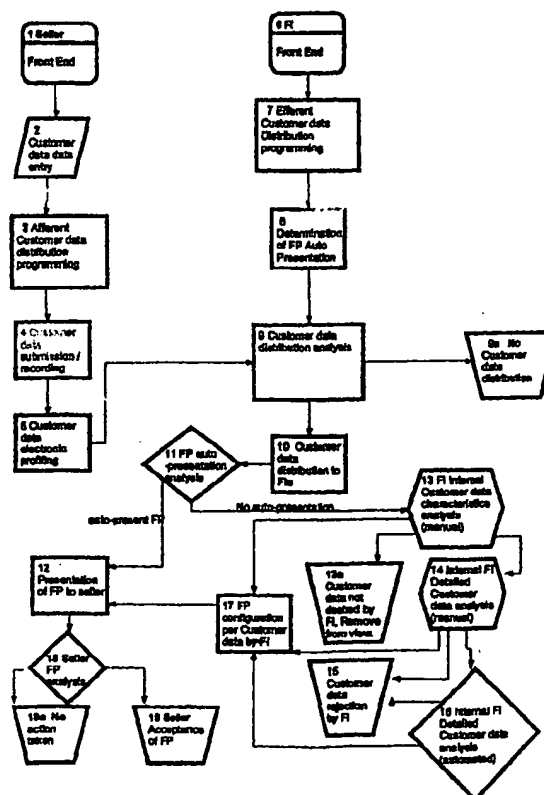 1 Seller
Front End
6 FI
Front End
2
Customer
data data
entry
7 Efferent
Customer data
Distribution
programming
3 Afferent
Customer data
distribution
programming
8
Determination
of FP Auto
Presentation
4 Customer
data
submission /
recording
9 Customer data
distribution analysis
9a No
Customer
data
distribution
5 Customer
data
electronic
profiling
10 Customer
data
distribution to
FIs
11 FP auto
-presentation
analysis
auto-present FP
No auto-presentation
13 FI Internal
Customer data
characteristics
analysis
(manual)
12
Presentation
of FP to seller
17 FP
configuration
per Customer
data by FI
13a
Customer
data not
desired by
FI, Remove
from view
14 Internal FI
Detailed
Customer
data analysis
(manual)
15
Customer
data rejection
by FI
16 Internal FI
Detailed
Customer data
analysis
(automated)
18 Seller
FP
analysis
No
action
taken
19 Seller
Acceptance
of FP